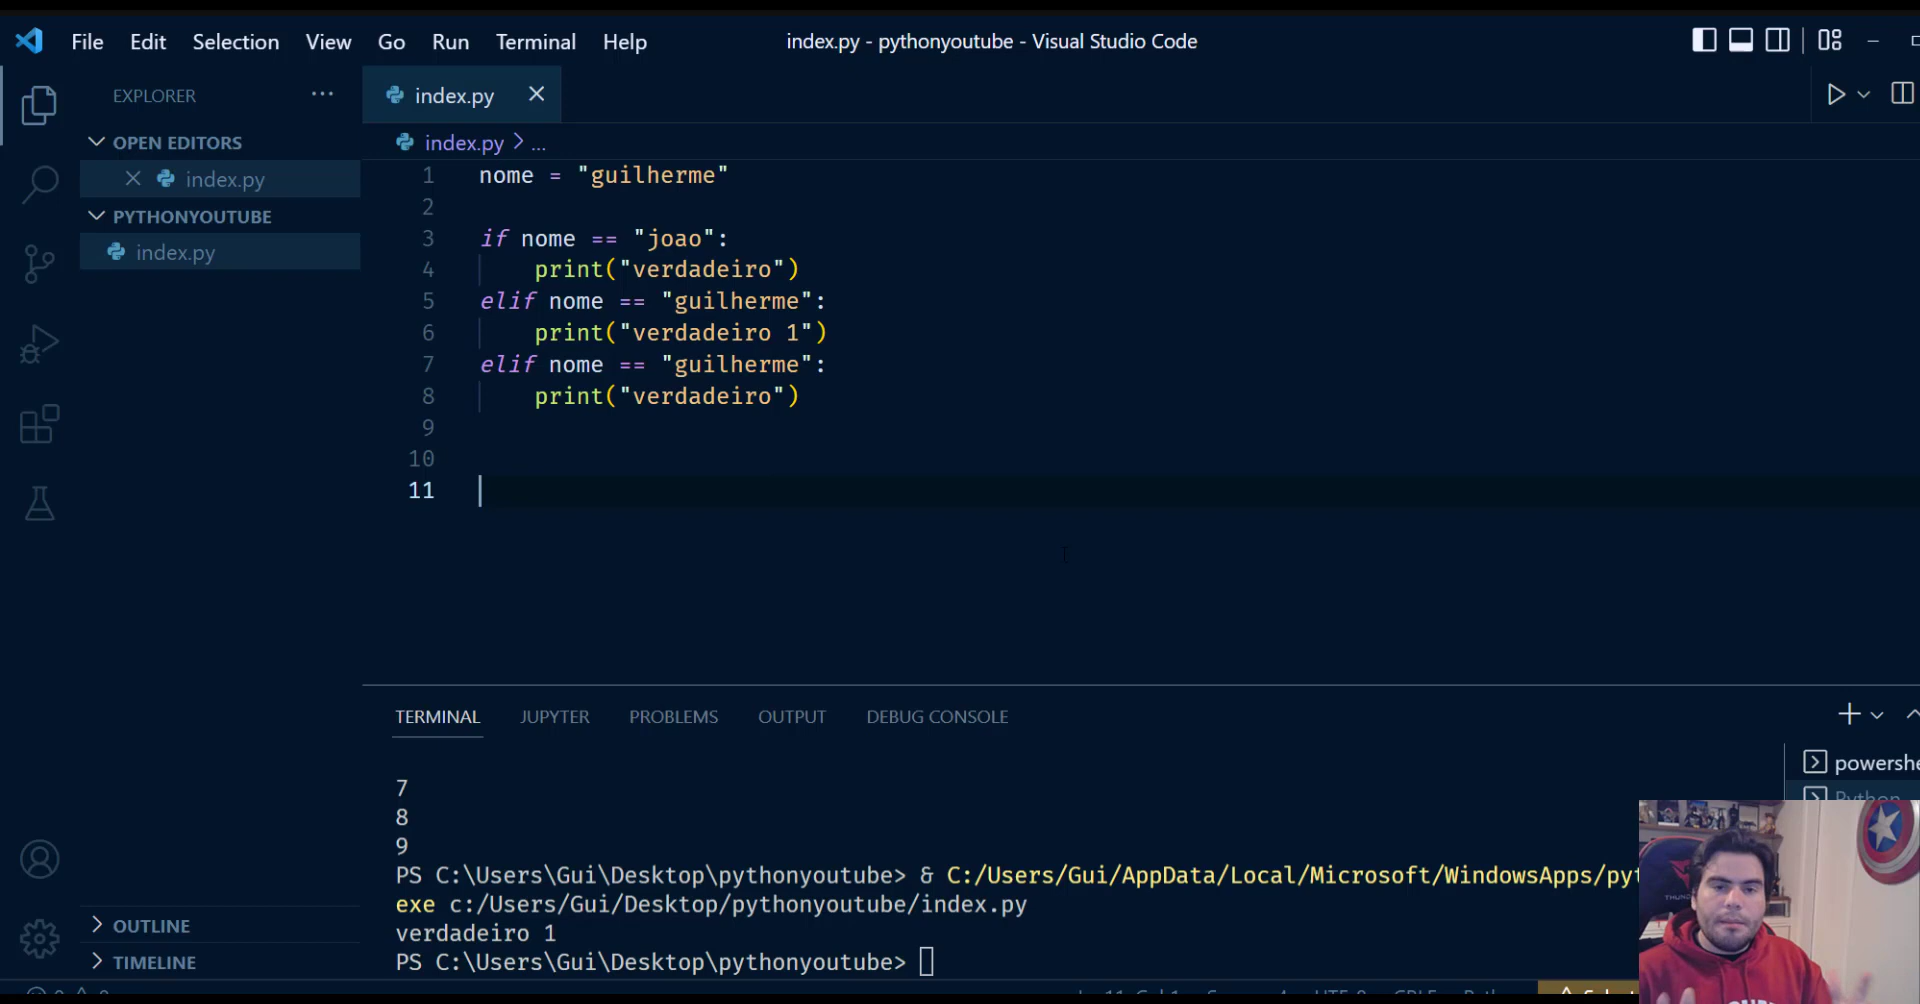 File Edit Selection View Go Run Terminal Help index.py - pythonyoutube - Visual Studio Code
EXPLORER ...
OPEN EDITORS
index.py
PYTHONYOUTUBE
index.py
OUTLINE
TIMELINE
index.py
index.py > ...
1 nome = "guilherme"
2
3 if nome == "joao":
4 print("verdadeiro")
5 elif nome == "guilherme":
6 print("verdadeiro 1")
7 elif nome == "guilherme":
8 print("verdadeiro")
9
10
11
TERMINAL JUPYTER PROBLEMS OUTPUT DEBUG CONSOLE
7
8
9
PS C:\Users\Gui\Desktop\pythonyoutube> & C:/Users/Gui/AppData/Local/Microsoft/WindowsApps/pyt
exe c:/Users/Gui/Desktop/pythonyoutube/index.py
verdadeiro 1
PS C:\Users\Gui\Desktop\pythonyoutube>
powershe
Python